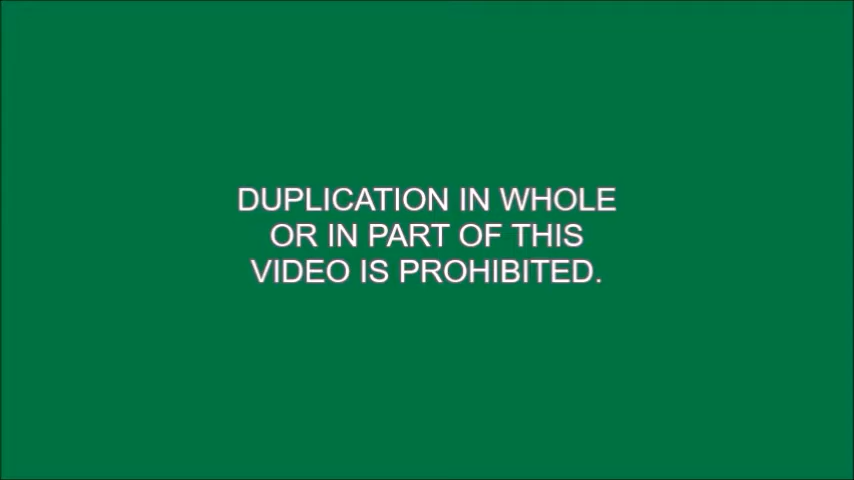 DUPLICATION IN WHOLE
OR IN PART OF THIS
VIDEO IS PROHIBITED.